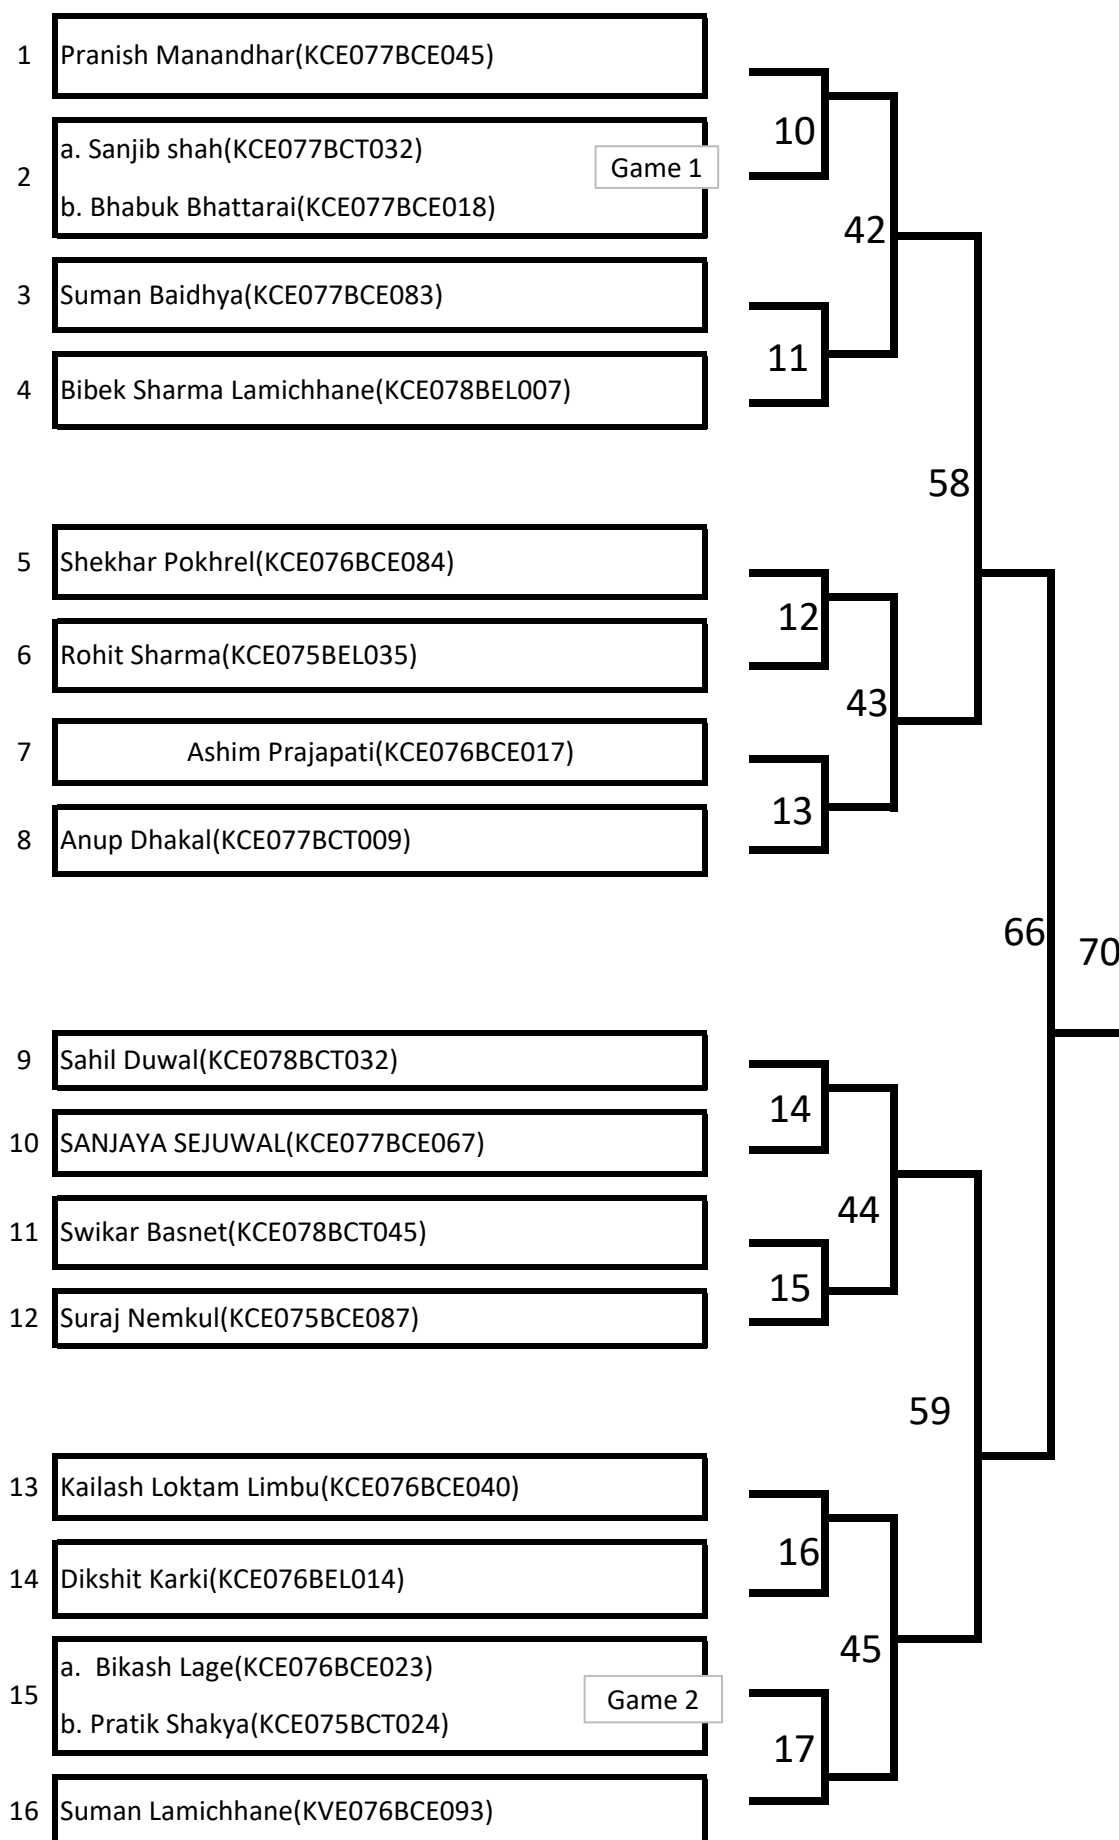 1 Pranish Manandhar(KCE077BCE045)
10
2 a. Sanjib shah(KCE077BCT032)
Game 1
b. Bhabuk Bhattarai(KCE077BCE018)
42
3 Suman Baidhya(KCE077BCE083)
11
4 Bibek Sharma Lamichhane(KCE078BEL007)
58
5 Shekhar Pokhrel(KCE076BCE084)
12
6 Rohit Sharma(KCE075BEL035)
43
7 Ashim Prajapati(KCE076BCE017)
13
8 Anup Dhakal(KCE077BCT009)
66
70
9 Sahil Duwal(KCE078BCT032)
14
10 SANJAYA SEJUWAL(KCE077BCE067)
44
11 Swikar Basnet(KCE078BCT045)
15
12 Suraj Nemkul(KCE075BCE087)
59
13 Kailash Loktam Limbu(KCE076BCE040)
16
14 Dikshit Karki(KCE076BEL014)
45
15 a. Bikash Lage(KCE076BCE023)
Game 2
b. Pratik Shakya(KCE075BCT024)
17
16 Suman Lamichhane(KVE076BCE093)